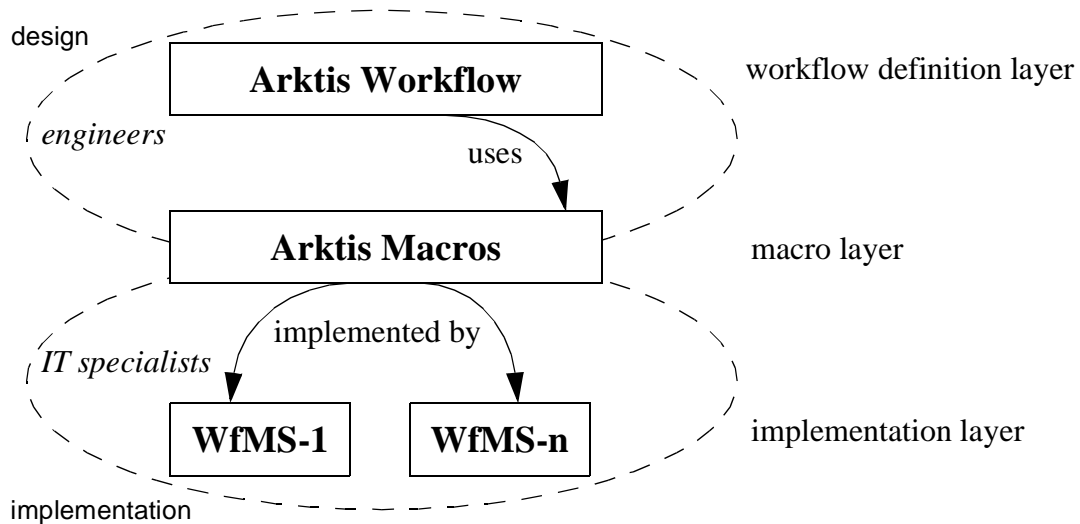 design
Arktis Workflow
workflow definition layer
engineers
uses
Arktis Macros
macro layer
implemented by
IT specialists
WfMS-1
WfMS-n
implementation layer
implementation